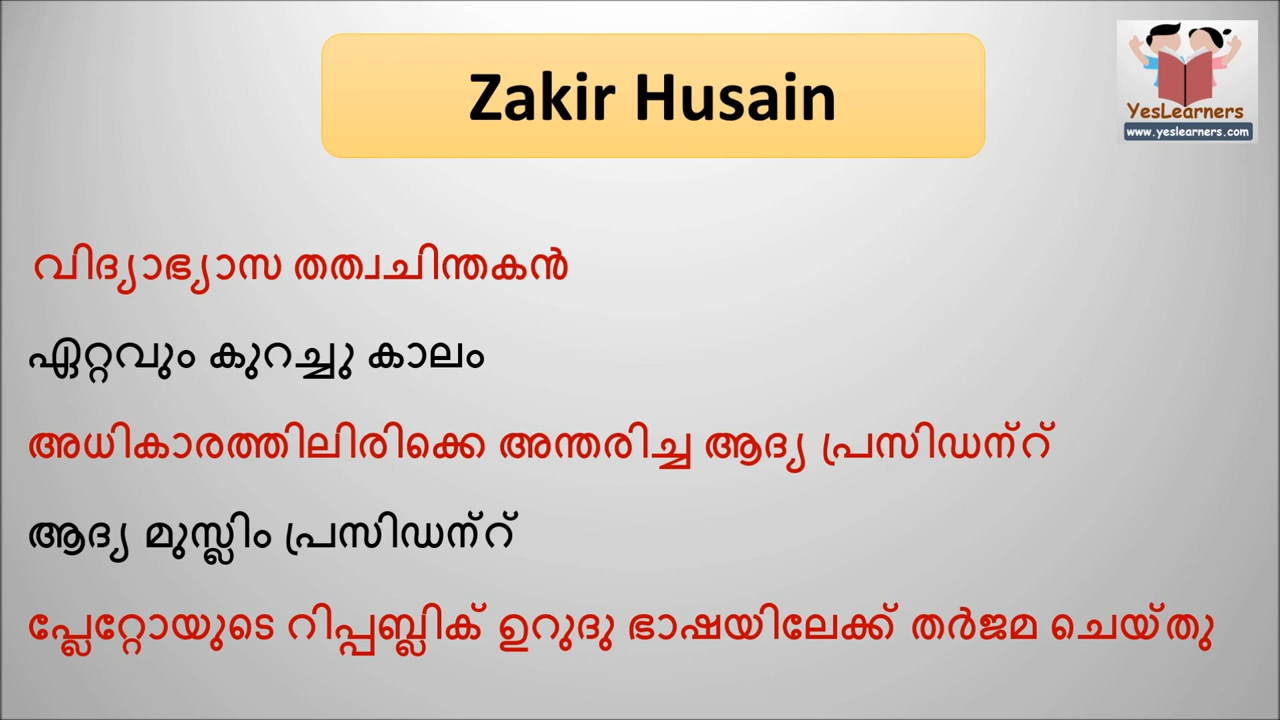 Zakir Husain
YesLearners
www.yeslearners.com
വിദ്യാഭ്യാസ തത്വചിന്തകൻ
ഏറ്റവും കുറച്ചു കാലം
അധികാരത്തിലിരിക്കെ അന്തരിച്ച ആദ്യ പ്രസിഡന്റ്
ആദ്യ മുസ്ലിം പ്രസിഡന്റ്
പ്ലേറ്റോയുടെ റിപ്പബ്ലിക് ഉറുദു ഭാഷയിലേക്ക് തർജമ ചെയ്തു